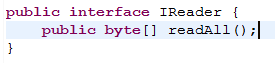 public interface IReader {
    public byte[] readAll();
}